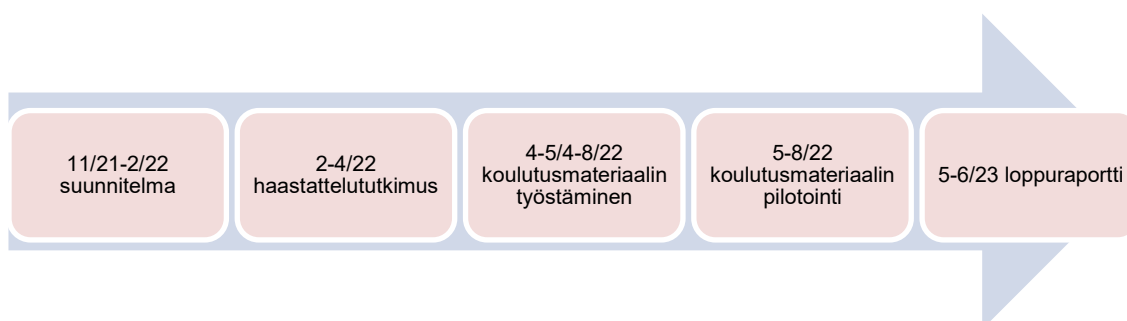 11/21-2/22
suunnitelma
2-4/22
haastattelututkimus
4-5/4-8/22
koulutusmateriaalin
työstäminen
5-8/22
koulutusmateriaalin
pilotointi
5-6/23 loppuraportti